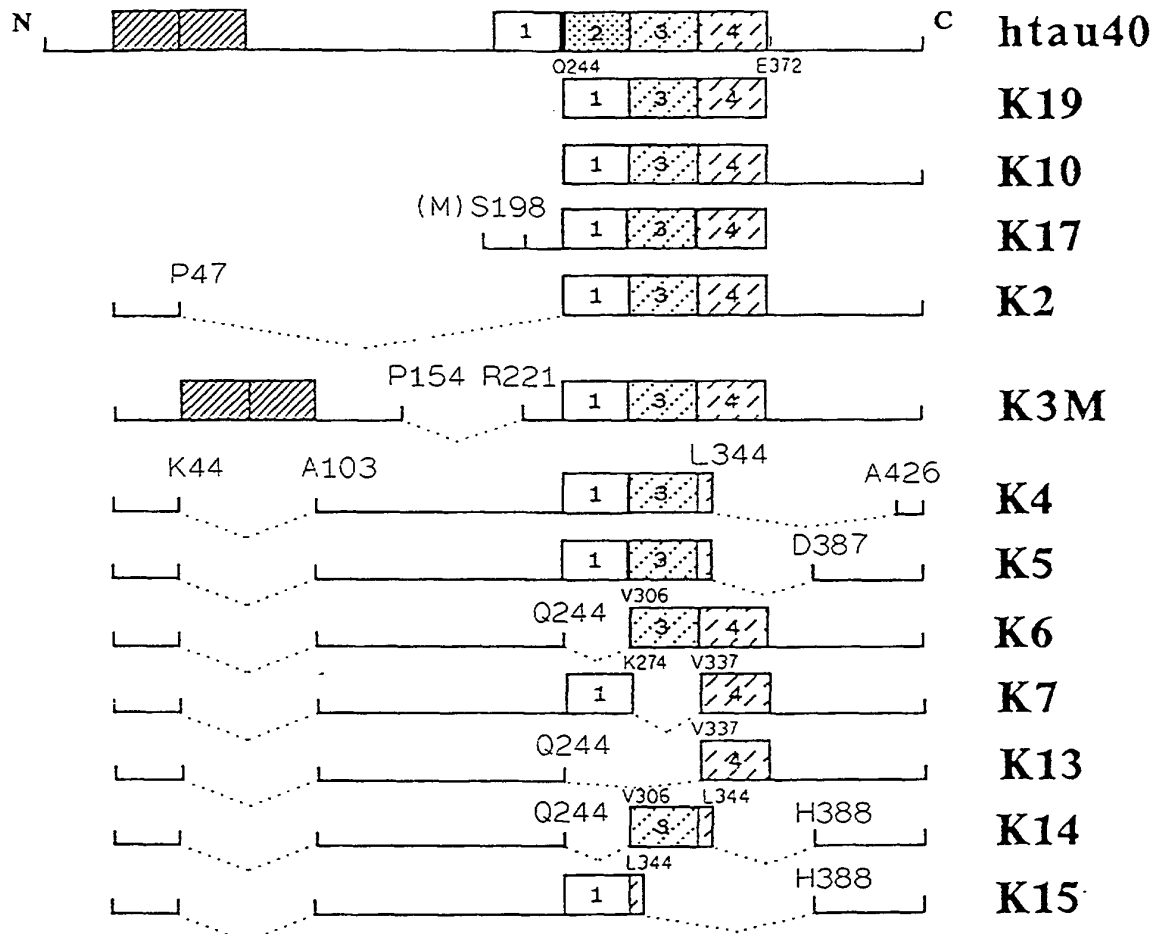 N 1 2 3 4 C htau40
Q244 E372
1 3 4 K19
1 3 4 K10
(M) S198 1 3 4 K17
P47 1 3 4 K2
P154 R221 1 3 4 K3M
K44 A103 1 3 L344 A426 K4
1 3 D387 K5
Q244 V306 3 4 K6
K274 V337
1 4 K7
V337
Q244 4 K13
V306 L344
Q244 3 H388 K14
L344
1 H388 K15